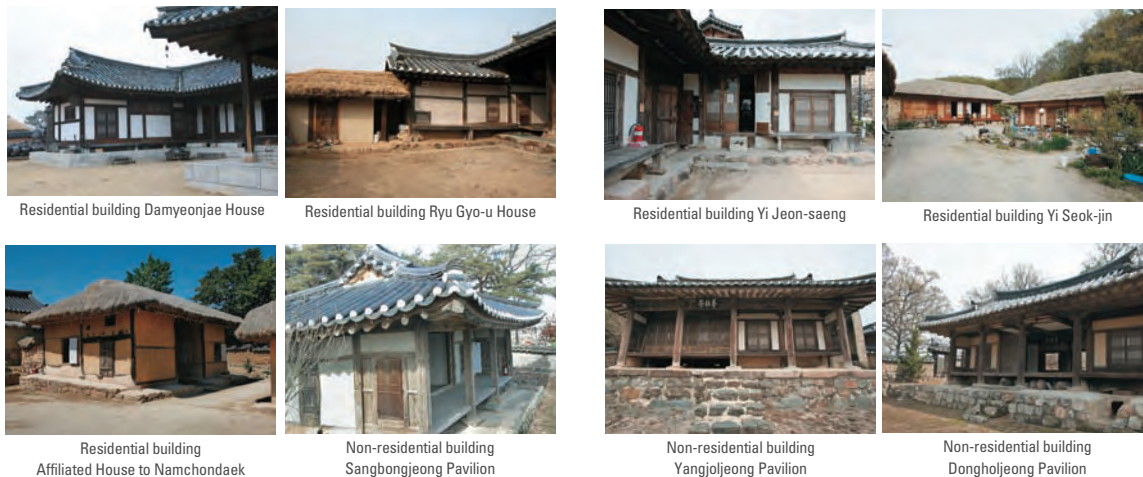 Residential building Damyeonjae House
Residential building Ryu Gyo-u House
Residential building Yi Jeon-saeng
Residential building Yi Seok-jin
Residential building
Affiliated House to Namchondaek
Non-residential building
Sangbongjeong Pavilion
Non-residential building
Yangjoljeong Pavilion
Non-residential building
Dongholjeong Pavilion